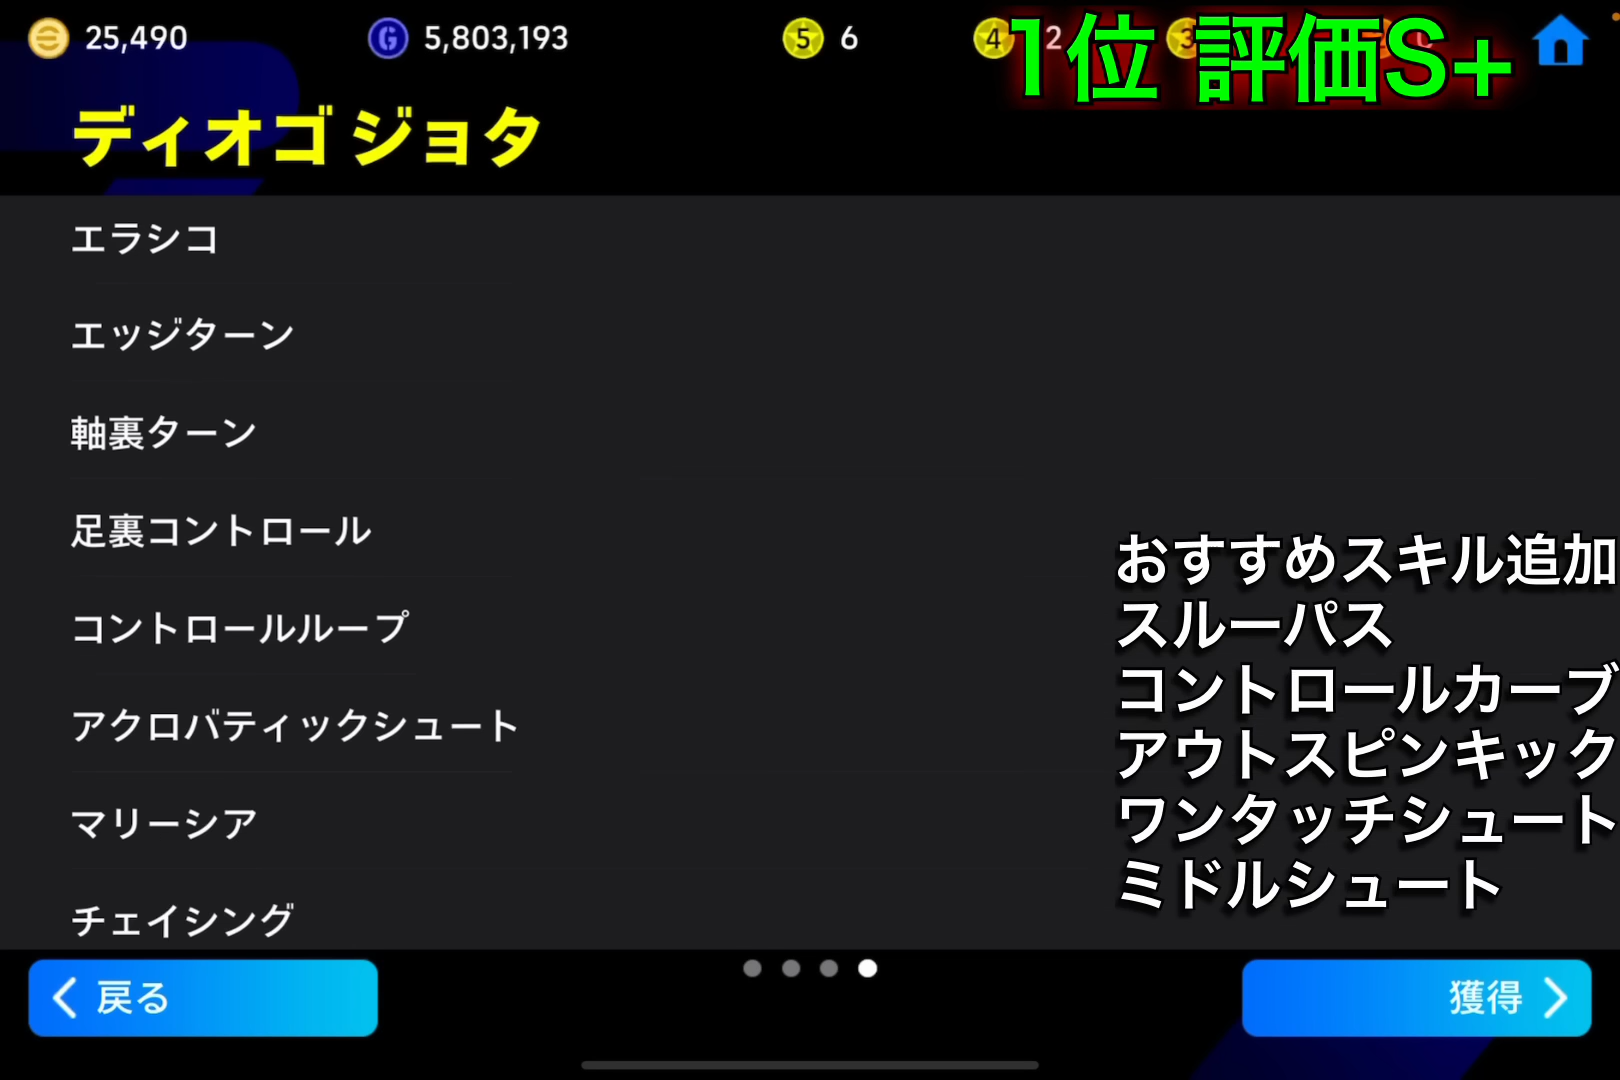 25,490 5,803,193 5 6 4 2 3
1位 評価S+
ディオゴ ジョタ
エラシコ
エッジターン
軸裏ターン
足裏コントロール
コントロールループ
アクロバティックシュート
マリーシア
チェイシング
おすすめスキル追加
スルーパス
コントロールカーブ
アウトスピンキック
ワンタッチシュート
ミドルシュート
戻る
獲得